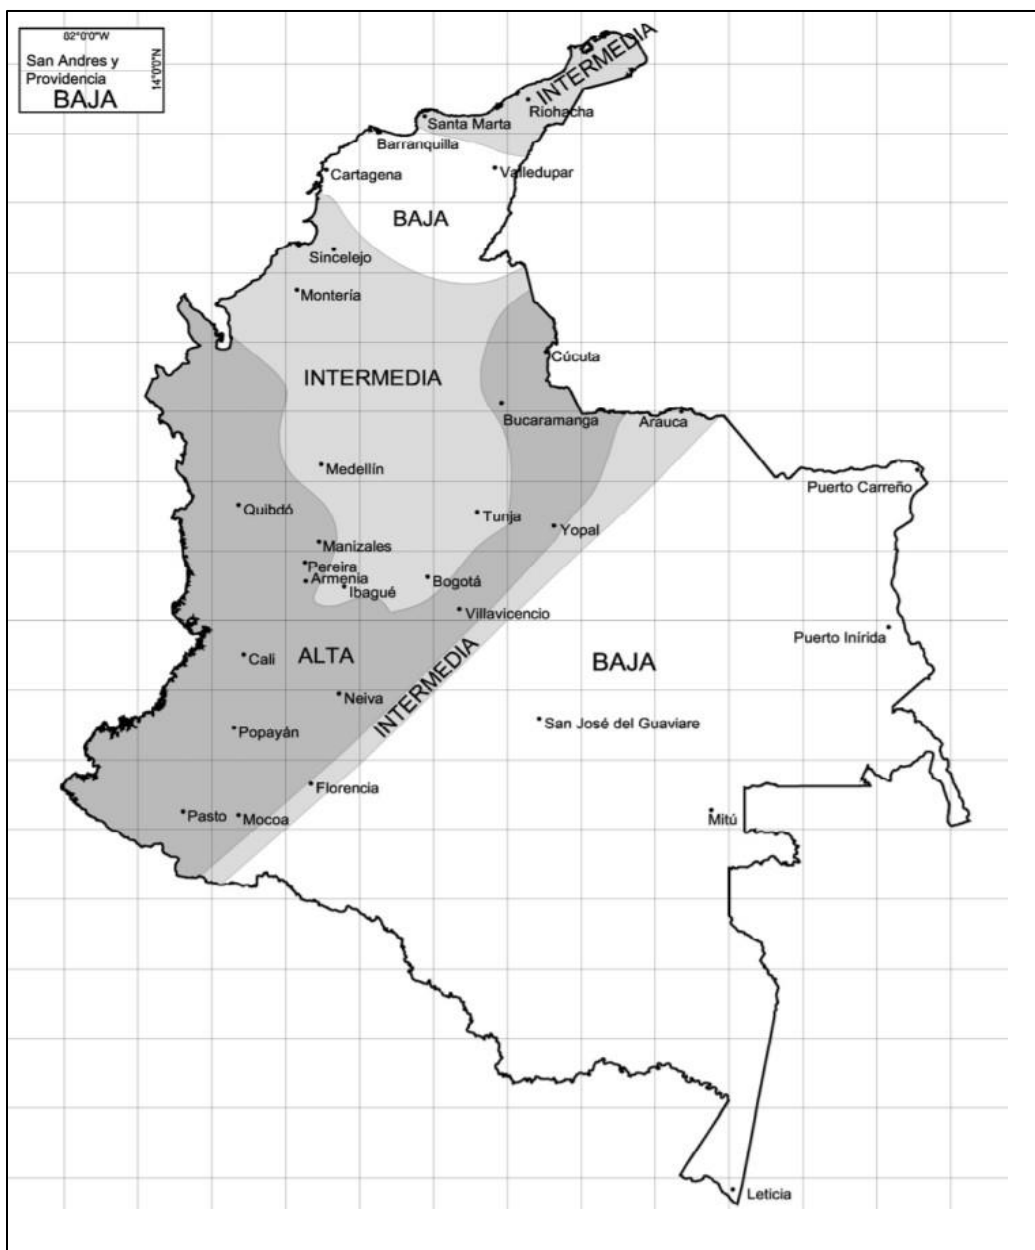 82°0'0"W
San Andres y
Providencia
BAJA
14°0'0"N
INTERMEDIA
Riohacha
Santa Marta
Barranquilla
Valledupar
Cartagena
BAJA
Sincelejo
Montería
Cúcuta
INTERMEDIA
Bucaramanga
Arauca
Medellín
Puerto Carreño
Quibdó
Tunja
Yopal
Manizales
Pereira
Armenia
Bogotá
Ibagué
Villavicencio
Puerto Inírida
Cali
ALTA
BAJA
INTERMEDIA
Neiva
San José del Guaviare
Popayán
Florencia
Pasto
Mocoa
Mitú
Leticia